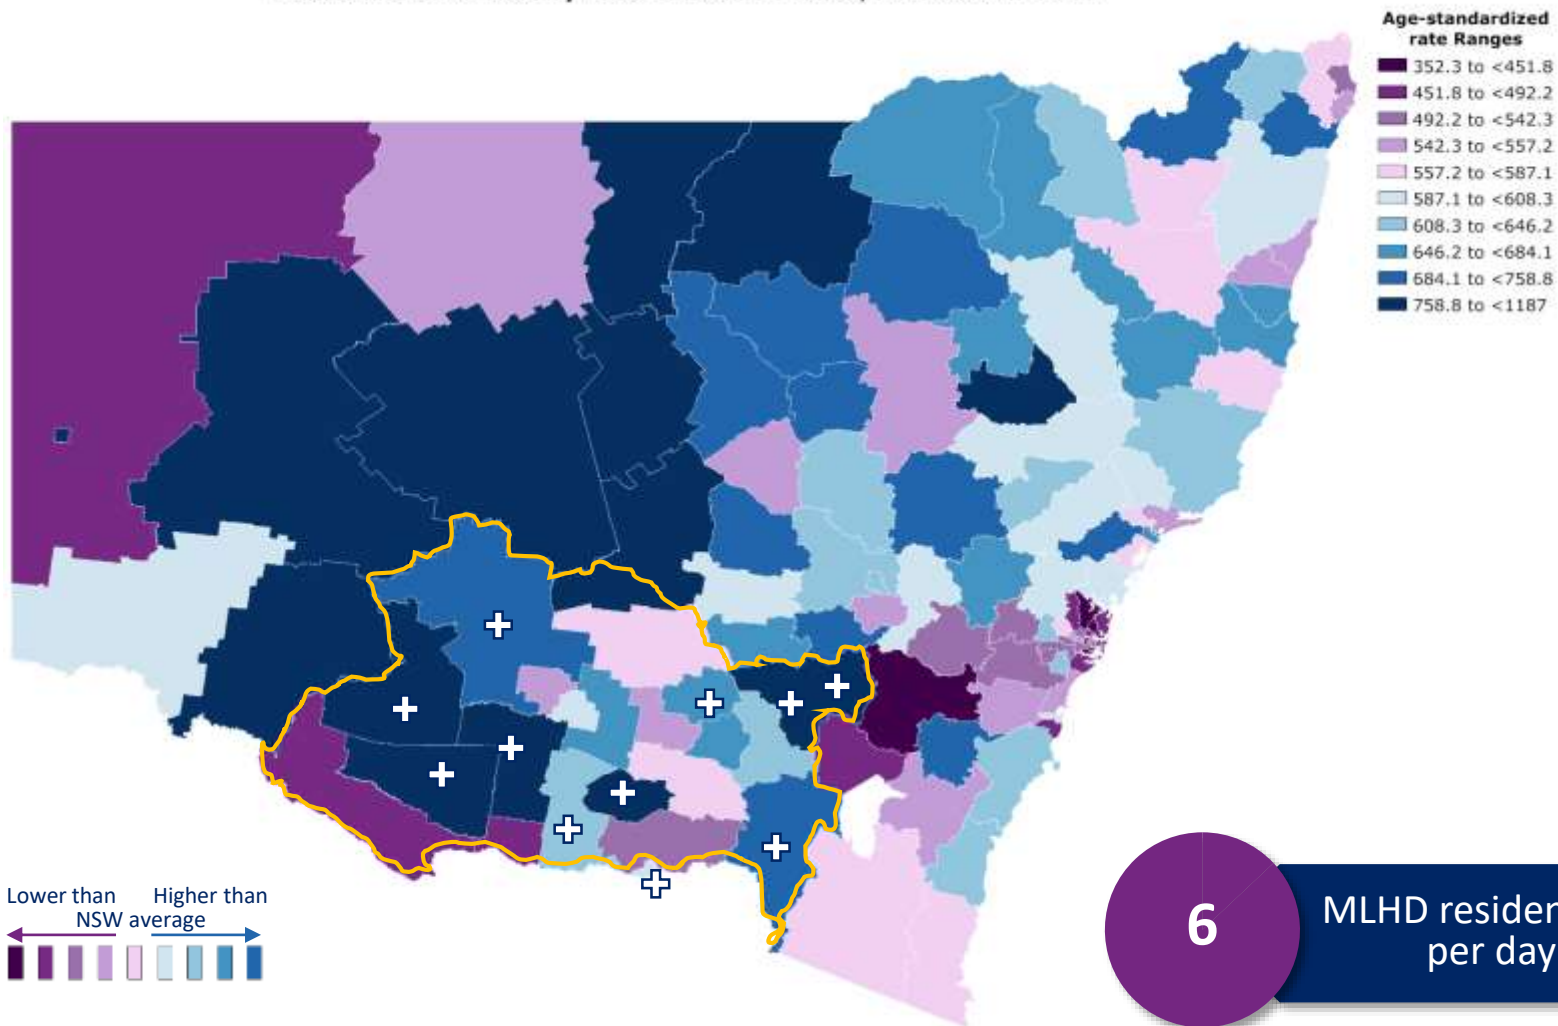 Age-standardized
rate Ranges
352.3 to <451.8
451.8 to <492.2
492.2 to <542.3
542.3 to <557.2
557.2 to <587.1
587.1 to <608.3
608.3 to <646.2
646.2 to <684.1
684.1 to <758.8
758.8 to <1187
Lower than Higher than
NSW average
6
MLHD residen
per day